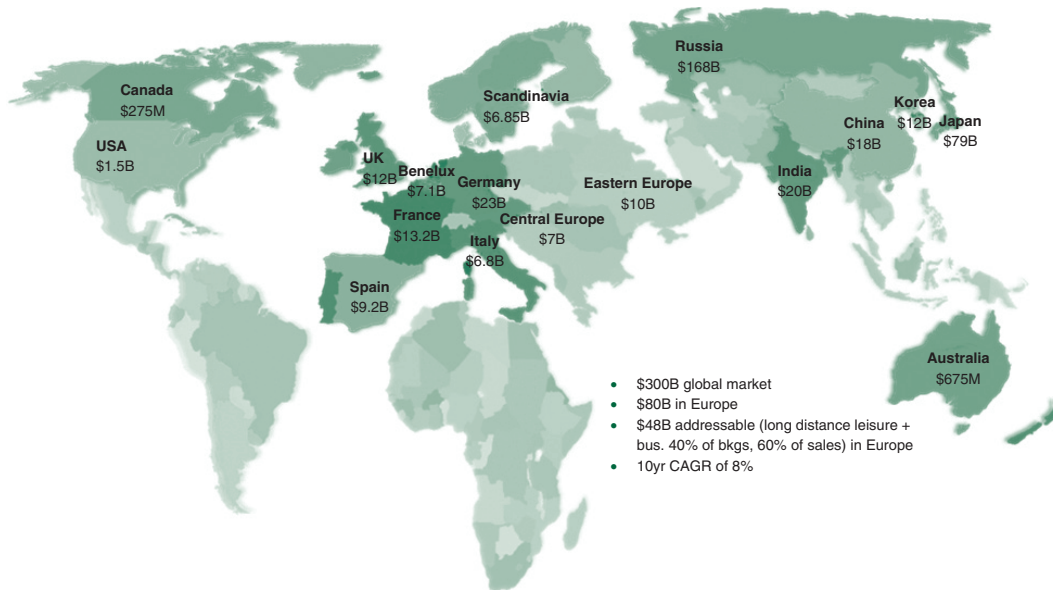 Canada
$275M
USA
$1.5B
Scandinavia
$6.85B
UK
$12B
Benelux
$7.1B
Germany
$23B
France
$13.2B
Italy
$6.8B
Spain
$9.2B
Central Europe
$7B
Eastern Europe
$10B
Russia
$168B
Korea
$12B
Japan
$79B
China
$18B
India
$20B
Australia
$675M
• $300B global market
• $80B in Europe
• $48B addressable (long distance leisure +
bus. 40% of bkgs, 60% of sales) in Europe
• 10yr CAGR of 8%